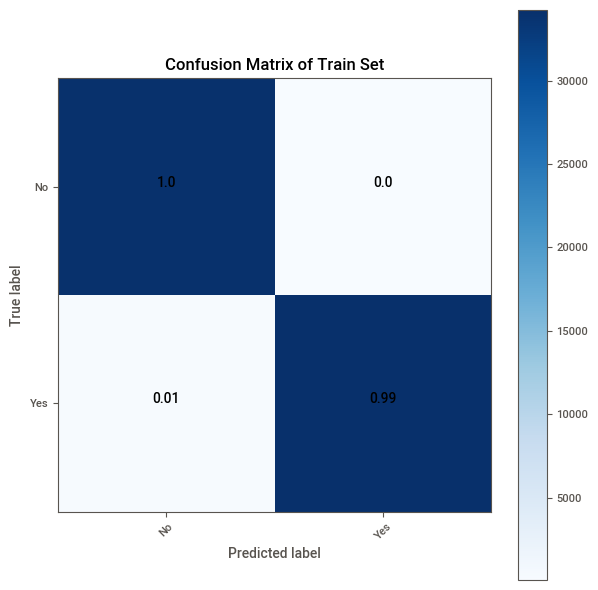 Confusion Matrix of Train Set
30000
25000
20000
15000
10000
5000
True label
No
Yes
1.0
0.0
0.01
0.99
No
Yes
Predicted label